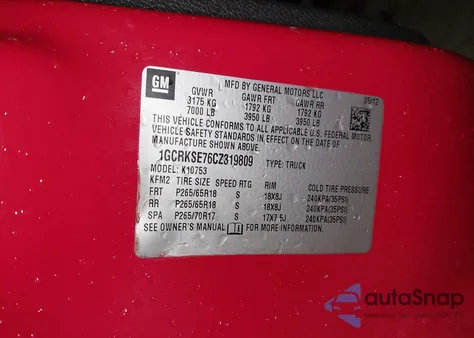 GM
MFD BY GENERAL MOTORS LLC
05/12
GVWR GAWR FRT GAWR RR
3175 KG 1792 KG 1792 KG
7000 LB 3950 LB 3950 LB
THIS VEHICLE CONFORMS TO ALL APPLICABLE U.S. FEDERAL MOTOR
VEHICLE SAFETY STANDARDS IN EFFECT ON THE DATE OF
MANUFACTURE SHOWN ABOVE.
1GCRKSE76CZ319809 TYPE: TRUCK
MODEL: K10753
KFM2 TIRE SIZE SPEED RTG RIM COLD TIRE PRESSURE
FRT P265/65R18 S 18X8J 240KPA(35PSI)
RR P265/65R18 S 18X8J 240KPA(35PSI)
SPA P265/70R17 S 17X7.5J 240KPA(35PSI)
SEE OWNER'S MANUAL FOR MORE INFORMATION.
autoSnap